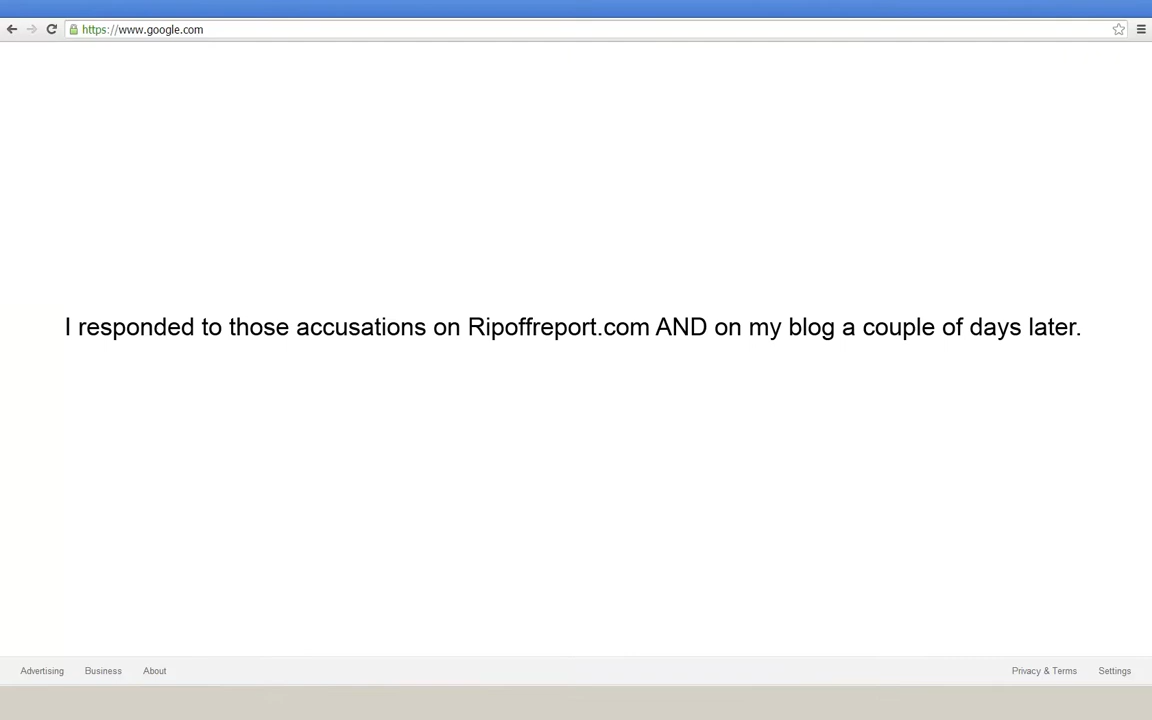 https://www.google.com
I responded to those accusations on Ripoffreport.com AND on my blog a couple of days later.
Advertising Business About Privacy & Terms Settings